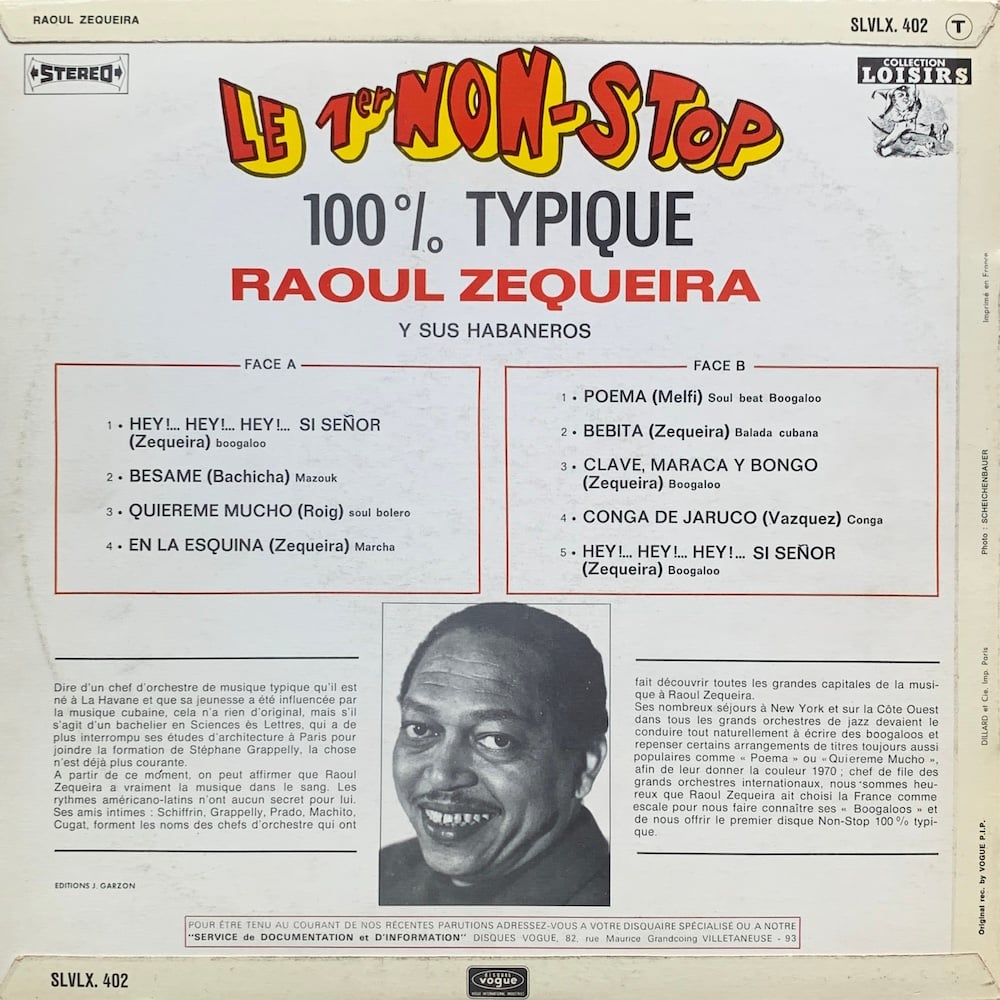 RAOUL ZEQUEIRA
SLVLX. 402 T
STEREO
COLLECTION
LOISIRS
LE 1er NON-STOP
100 % TYPIQUE
RAOUL ZEQUEIRA
Y SUS HABANEROS
FACE A
1 • HEY!... HEY!... HEY!... SI SEÑOR
(Zequeira) boogaloo
2 • BESAME (Bachicha) Mazouk
3 • QUIEREME MUCHO (Roig) soul bolero
4 • EN LA ESQUINA (Zequeira) Marcha
FACE B
1 • POEMA (Melfi) Soul beat Boogaloo
2 • BEBITA (Zequeira) Balada cubana
3 • CLAVE, MARACA Y BONGO
(Zequeira) Boogaloo
4 • CONGA DE JARUCO (Vazquez) Conga
5 • HEY!... HEY!... HEY!... SI SEÑOR
(Zequeira) Boogaloo
Dire d'un chef d'orchestre de musique typique qu'il est
né à La Havane et que sa jeunesse a été influencée par
la musique cubaine, cela n'a rien d'original, mais s'il
s'agit d'un bachelier en Sciences ès Lettres, qui a de
plus interrompu ses études d'architecture à Paris pour
joindre la formation de Stéphane Grappelly, la chose
n'est déjà plus courante.
A partir de ce moment, on peut affirmer que Raoul
Zequeira a vraiment la musique dans le sang. Les
rythmes américano-latins n'ont aucun secret pour lui.
Ses amis intimes : Schiffrin, Grappelly, Prado, Machito,
Cugat, forment les noms des chefs d'orchestre qui ont
fait découvrir toutes les grandes capitales de la musi-
que à Raoul Zequeira.
Ses nombreux séjours à New York et sur la Côte Ouest
dans tous les grands orchestres de jazz devaient le
conduire tout naturellement à écrire des boogaloos et
repenser certains arrangements de titres toujours aussi
populaires comme « Poema » ou «Quiereme Mucho »,
afin de leur donner la couleur 1970 ; chef de file des
grands orchestres internationaux, nous sommes heu-
reux que Raoul Zequeira ait choisi la France comme
escale pour nous faire connaître ses « Boogaloos » et
de nous offrir le premier disque Non-Stop 100 % typi-
que.
EDITIONS J. GARZON
POUR ÊTRE TENU AU COURANT DE NOS RÉCENTES PARUTIONS ADRESSEZ-VOUS A VOTRE DISQUAIRE SPÉCIALISÉ OU A NOTRE
"SERVICE de DOCUMENTATION et D'INFORMATION" DISQUES VOGUE, 82, rue Maurice Grandcoing VILLETANEUSE - 93
Imprimé en France
Photo : SCHEICHENBAUER
DILLARD et Cie. Imp. Paris
Original rec. by VOGUE P.I.P.
SLVLX. 402
disques
vogue
VOGUE INTERNATIONAL INDUSTRIES